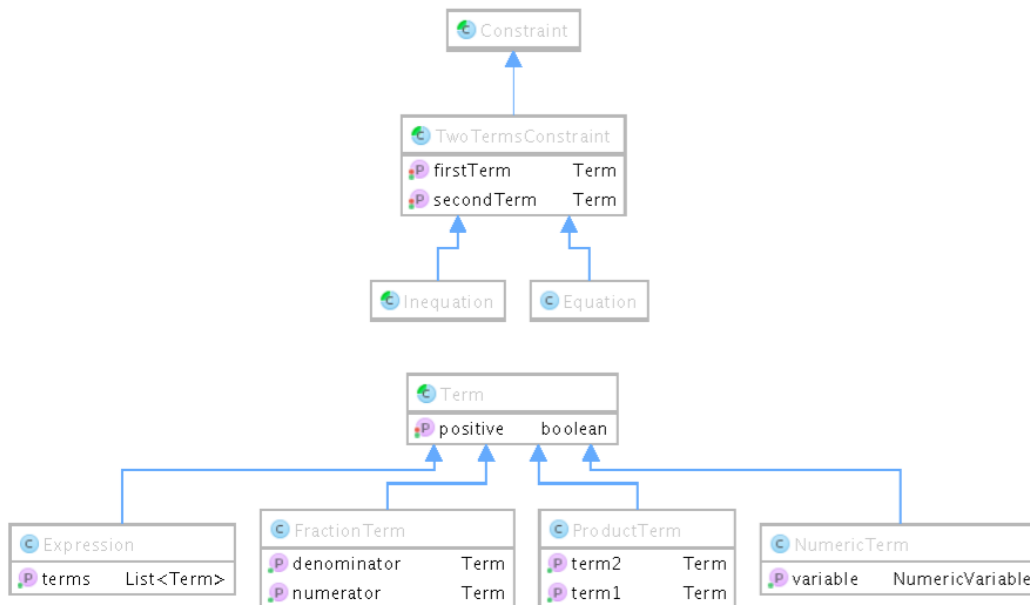 Constraint
TwoTermsConstraint
firstTerm Term
secondTerm Term
Inequation Equation
Term
positive boolean
Expression
terms List<Term>
FractionTerm
denominator Term
numerator Term
ProductTerm
term2 Term
term1 Term
NumericTerm
variable NumericVariable